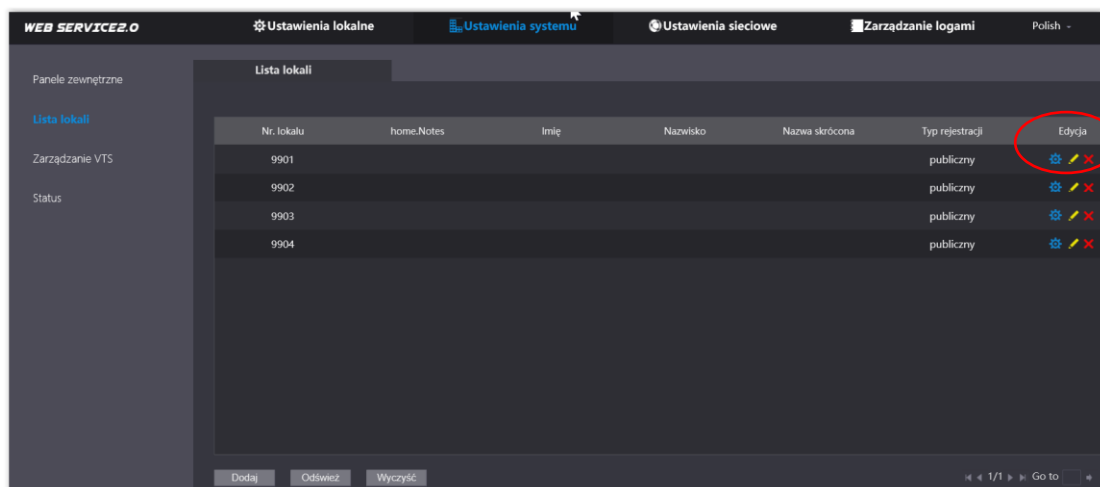 WEB SERVICE2.0 Ustawienia lokalne Ustawienia systemu Ustawienia sieciowe Zarządzanie logami Polish
Lista lokali
Panele zewnętrzne
Lista lokali
Zarządzanie VTS
Status
Nr. lokalu home.Notes Imię Nazwisko Nazwa skrócona Typ rejestracji Edycja
9901 publiczny
9902 publiczny
9903 publiczny
9904 publiczny
Dodaj Odśwież Wyczyść 1/1 Go to